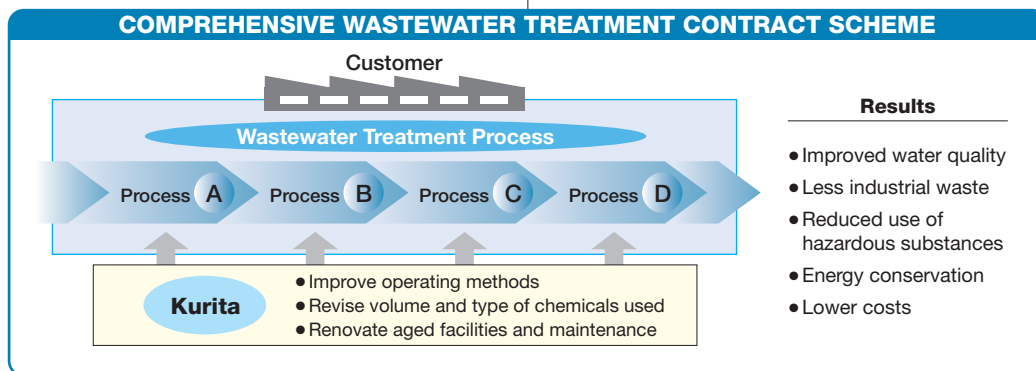 COMPREHENSIVE WASTEWATER TREATMENT CONTRACT SCHEME
Customer
Wastewater Treatment Process
Process A
Process B
Process C
Process D
Kurita
● Improve operating methods
● Revise volume and type of chemicals used
● Renovate aged facilities and maintenance
Results
● Improved water quality
● Less industrial waste
● Reduced use of
hazardous substances
● Energy conservation
● Lower costs